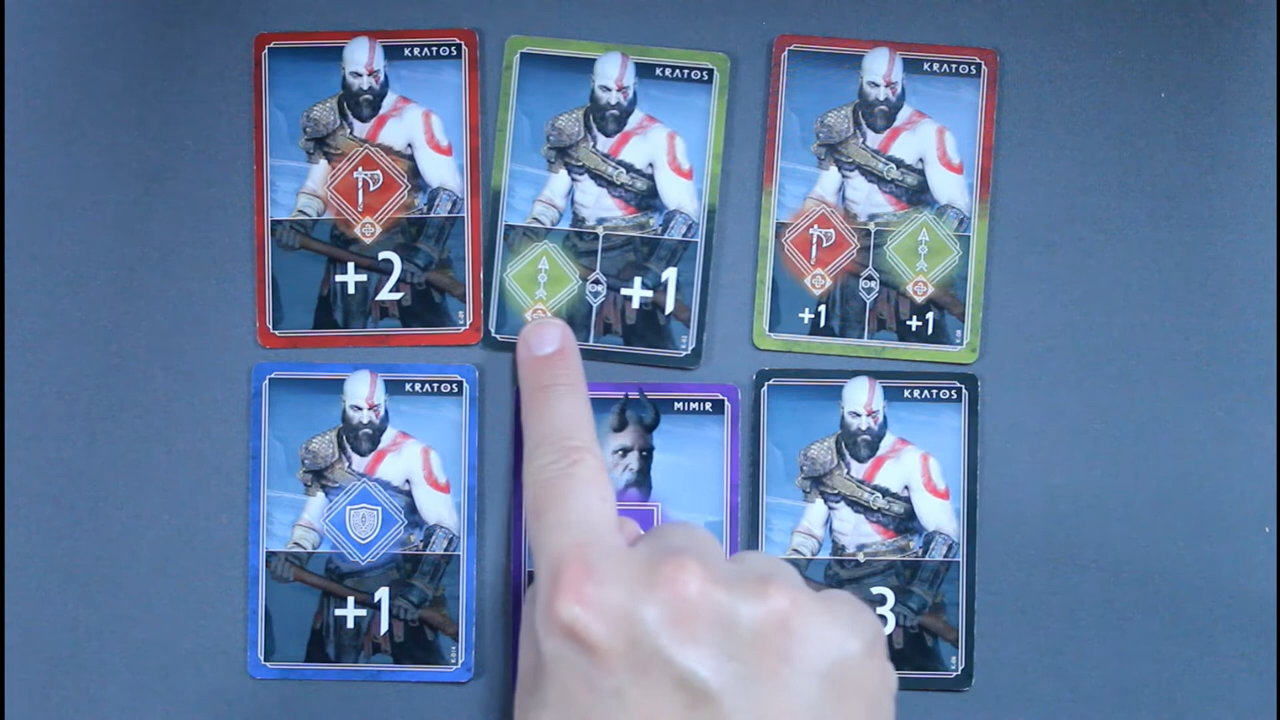 KRATOS
+2
KRATOS
OR
+1
KRATOS
OR
+1
+1
KRATOS
+1
MIMIR
KRATOS
3